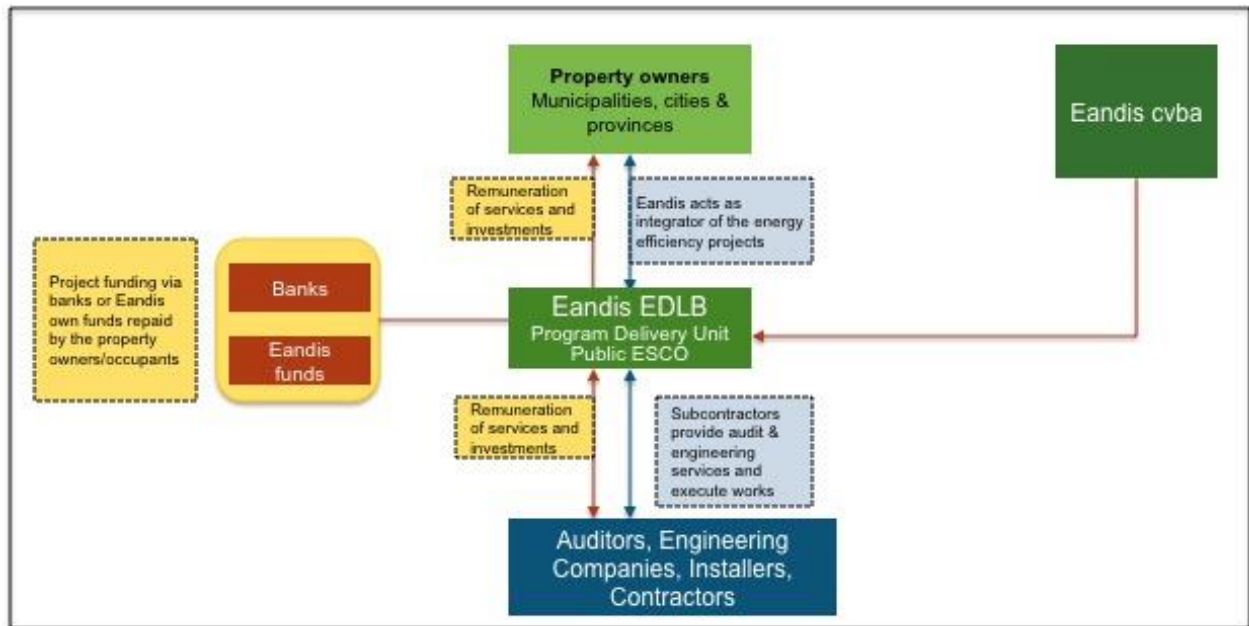 Property owners
Municipalities, cities &
provinces
Eandis cvba
Remuneration
of services and
investments
Eandis acts as
integrator of the energy
efficiency projects
Project funding via
banks or Eandis
own funds repaid
by the property
owners/occupants
Banks
Eandis
funds
Eandis EDLB
Program Delivery Unit
Public ESCO
Remuneration
of services and
investments
Subcontractors
provide audit &
engineering
services and
execute works
Auditors, Engineering
Companies, Installers,
Contractors